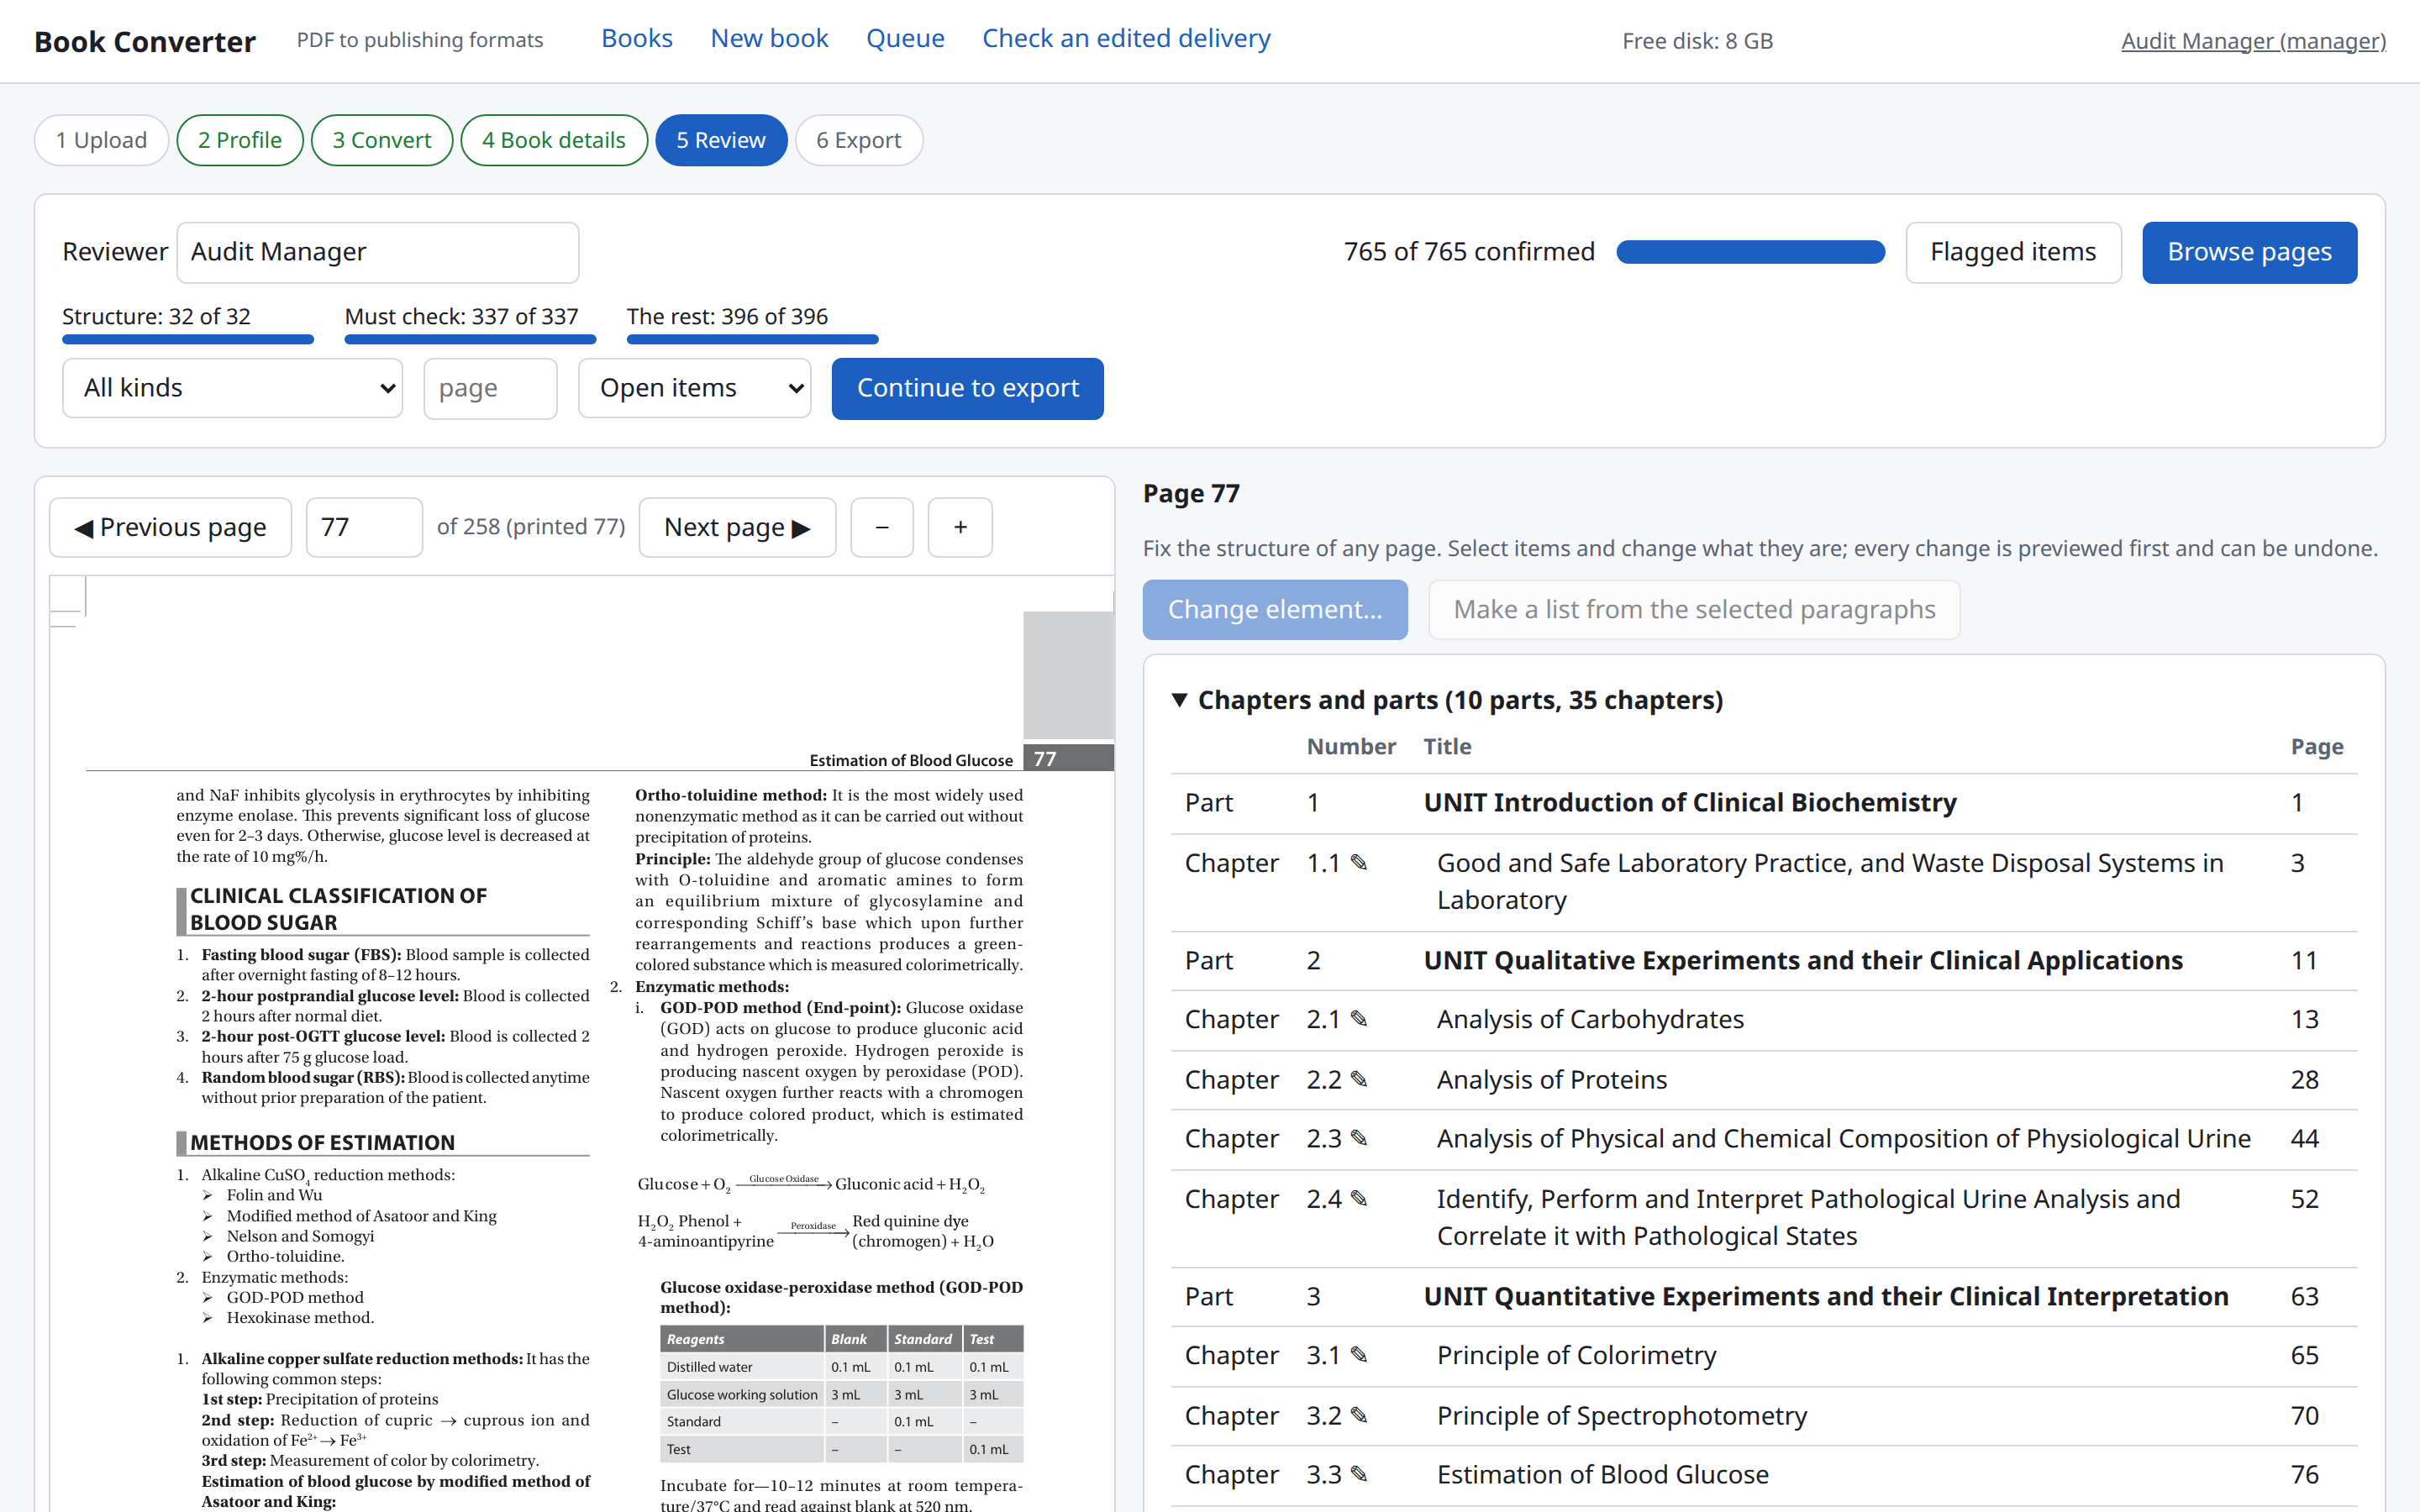 Book Converter
PDF to publishing formats
Books
New book
Queue
Check an edited delivery
Free disk: 8 GB
Audit Manager (manager)
1 Upload
2 Profile
3 Convert
4 Book details
5 Review
6 Export
Reviewer
Audit Manager
765 of 765 confirmed
Flagged items
Browse pages
Structure: 32 of 32
Must check: 337 of 337
The rest: 396 of 396
All kinds
page
Open items
Continue to export
◀ Previous page
77
of 258 (printed 77)
Next page ▶
−
+
Estimation of Blood Glucose
77
and NaF inhibits glycolysis in erythrocytes by inhibiting
enzyme enolase. This prevents significant loss of glucose
even for 2–3 days. Otherwise, glucose level is decreased at
the rate of 10 mg%/h.
CLINICAL CLASSIFICATION OF
BLOOD SUGAR
1. Fasting blood sugar (FBS): Blood sample is collected
after overnight fasting of 8–12 hours.
2. 2-hour postprandial glucose level: Blood is collected
2 hours after normal diet.
3. 2-hour post-OGTT glucose level: Blood is collected 2
hours after 75 g glucose load.
4. Random blood sugar (RBS): Blood is collected anytime
without prior preparation of the patient.
METHODS OF ESTIMATION
1. Alkaline CuSO₄ reduction methods:
➢ Folin and Wu
➢ Modified method of Asatoor and King
➢ Nelson and Somogyi
➢ Ortho-toluidine.
2. Enzymatic methods:
➢ GOD-POD method
➢ Hexokinase method.
1. Alkaline copper sulfate reduction methods: It has the
following common steps:
1st step: Precipitation of proteins
2nd step: Reduction of cupric → cuprous ion and
oxidation of Fe²⁺ → Fe³⁺
3rd step: Measurement of color by colorimetry.
Estimation of blood glucose by modified method of
Asatoor and King:
Ortho-toluidine method: It is the most widely used
nonenzymatic method as it can be carried out without
precipitation of proteins.
Principle: The aldehyde group of glucose condenses
with O-toluidine and aromatic amines to form
an equilibrium mixture of glycosylamine and
corresponding Schiff's base which upon further
rearrangements and reactions produces a green-
colored substance which is measured colorimetrically.
2. Enzymatic methods:
i. GOD-POD method (End-point): Glucose oxidase
(GOD) acts on glucose to produce gluconic acid
and hydrogen peroxide. Hydrogen peroxide is
producing nascent oxygen by peroxidase (POD).
Nascent oxygen further reacts with a chromogen
to produce colored product, which is estimated
colorimetrically.
Glucose + O₂ —Glucose Oxidase→ Gluconic acid + H₂O₂
H₂O₂ Phenol + —Peroxidase→ Red quinine dye
4-aminoantipyrine (chromogen) + H₂O
Glucose oxidase-peroxidase method (GOD-POD
method):
Reagents Blank Standard Test
Distilled water 0.1 mL 0.1 mL 0.1 mL
Glucose working solution 3 mL 3 mL 3 mL
Standard – 0.1 mL –
Test – – 0.1 mL
Incubate for—10–12 minutes at room tempera-
ture/37°C and read against blank at 520 nm.
Page 77
Fix the structure of any page. Select items and change what they are; every change is previewed first and can be undone.
Change element...
Make a list from the selected paragraphs
▼ Chapters and parts (10 parts, 35 chapters)
Number Title Page
Part 1 UNIT Introduction of Clinical Biochemistry 1
Chapter 1.1 ✎ Good and Safe Laboratory Practice, and Waste Disposal Systems in 3
Laboratory
Part 2 UNIT Qualitative Experiments and their Clinical Applications 11
Chapter 2.1 ✎ Analysis of Carbohydrates 13
Chapter 2.2 ✎ Analysis of Proteins 28
Chapter 2.3 ✎ Analysis of Physical and Chemical Composition of Physiological Urine 44
Chapter 2.4 ✎ Identify, Perform and Interpret Pathological Urine Analysis and 52
Correlate it with Pathological States
Part 3 UNIT Quantitative Experiments and their Clinical Interpretation 63
Chapter 3.1 ✎ Principle of Colorimetry 65
Chapter 3.2 ✎ Principle of Spectrophotometry 70
Chapter 3.3 ✎ Estimation of Blood Glucose 76